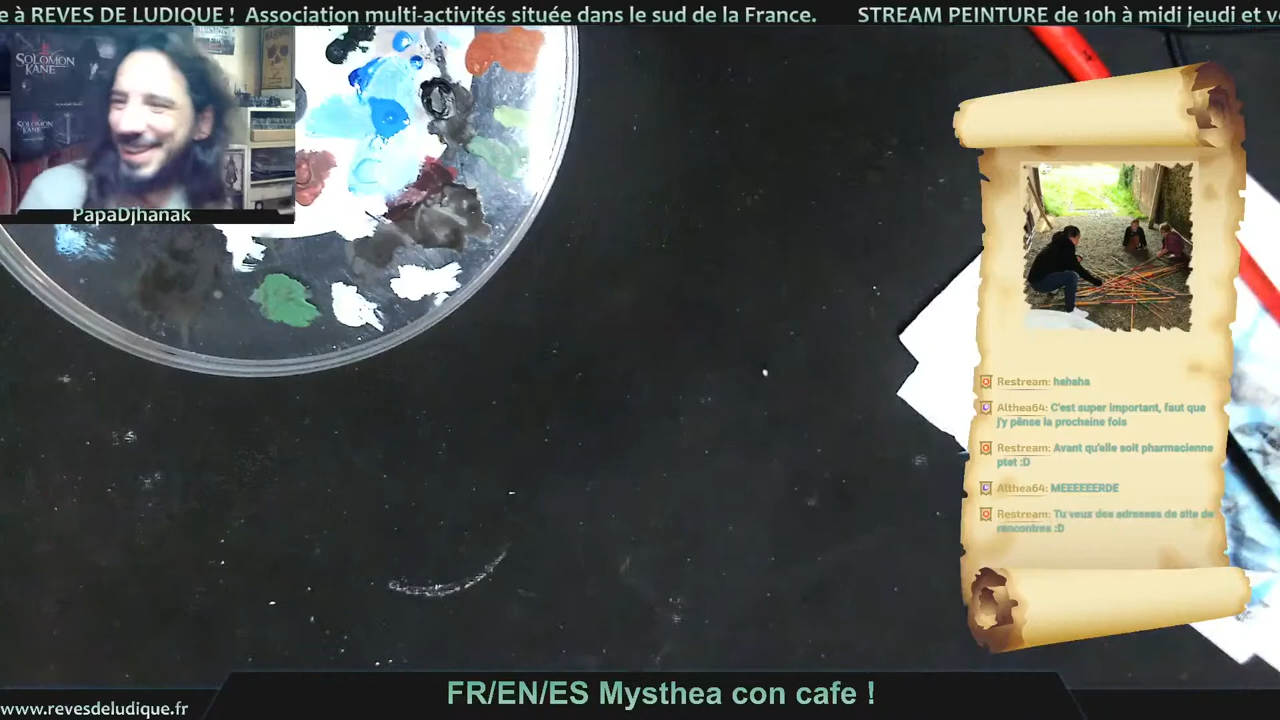 e à REVES DE LUDIQUE ! Association multi-activités située dans le sud de la France. STREAM PEINTURE de 10h à midi jeudi et v
SOLOMON
KANE
PapaDjhanak
Restream: hahaha
Althea64: C'est super important, faut que
j'y pense la prochaine fois
Restream: Avant qu'elle soit pharmacienne
ptet :D
Althea64: MEEEEEERDE
Restream: Tu veux des adresses de site de
rencontres :D
FR/EN/ES Mysthea con cafe !
www.revesdeludique.fr